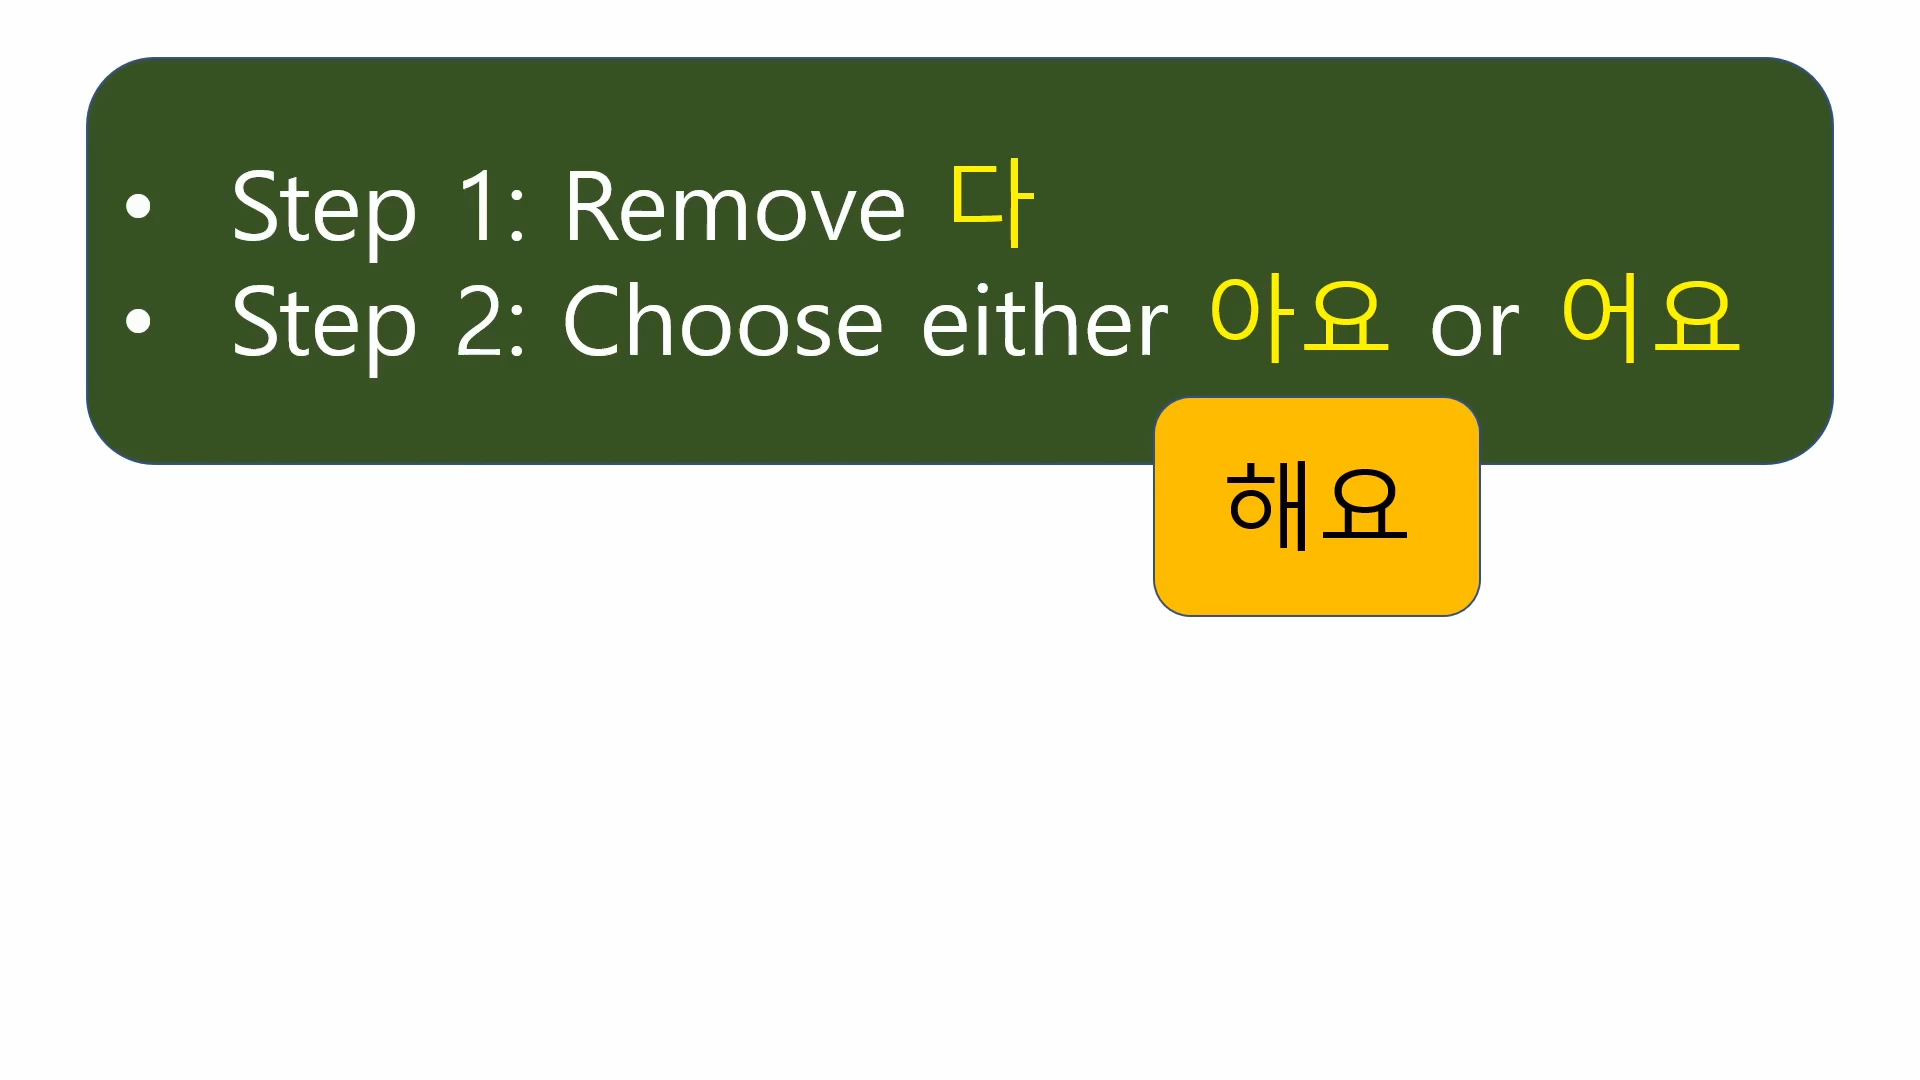 • Step 1: Remove 다
• Step 2: Choose either 아요 or 어요
해요